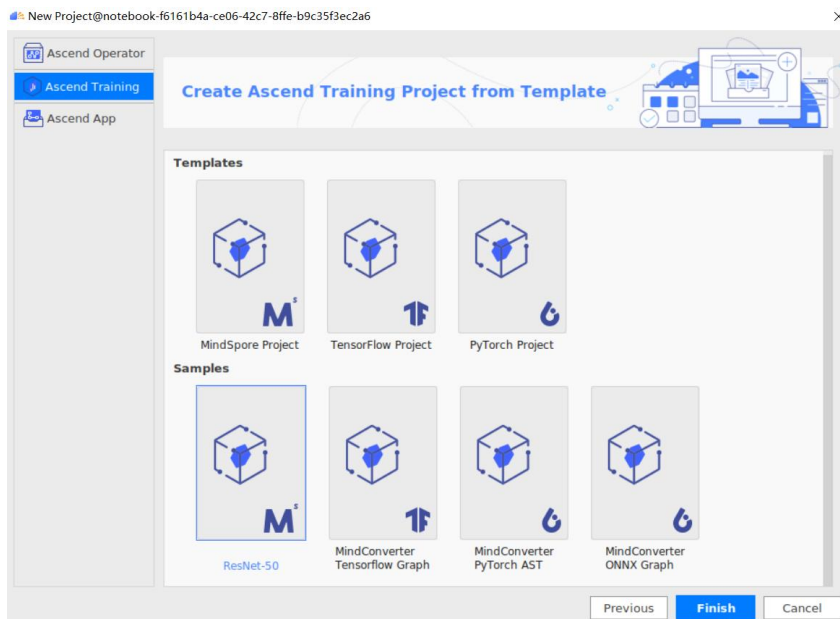 New Project@notebook-f6161b4a-ce06-42c7-8ffe-b9c35f3ec2a6
Ascend Operator
Ascend Training
Ascend App
Create Ascend Training Project from Template
Templates
MindSpore Project
TensorFlow Project
PyTorch Project
Samples
ResNet-50
MindConverter
Tensorflow Graph
MindConverter
PyTorch AST
MindConverter
ONNX Graph
Previous
Finish
Cancel